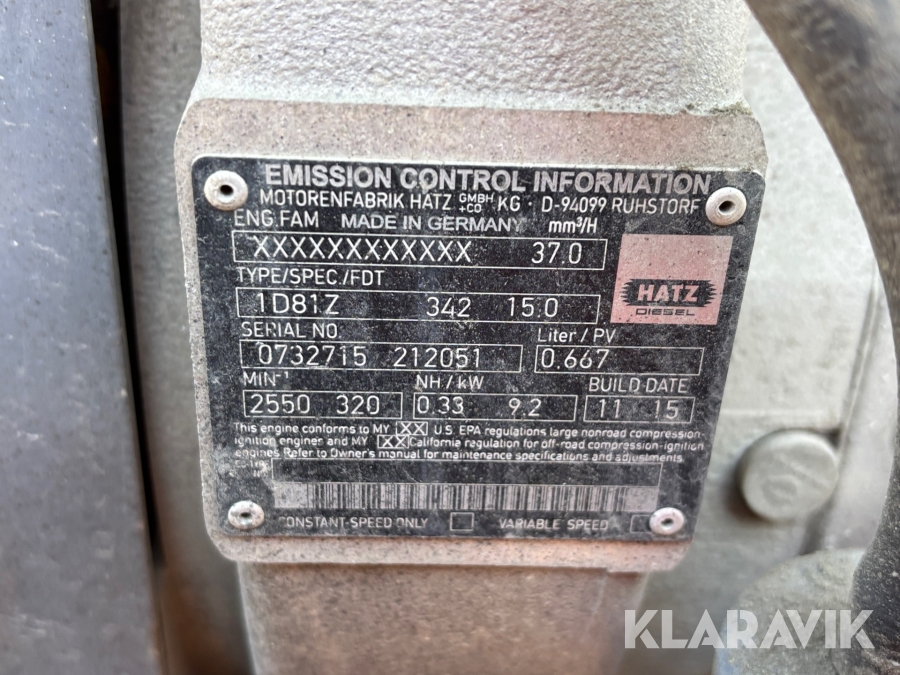 EMISSION CONTROL INFORMATION
MOTORENFABRIK HATZ GMBH +CO KG · D-94099 RUHSTORF
ENG.FAM MADE IN GERMANY mm³/H
XXXXXXXXXXXX 37.0
TYPE/SPEC./FDT
1D81Z 342 15.0
HATZ
DIESEL
SERIAL NO. Liter / PV
0732715 212051 0.667
MIN⁻¹ NH / kW BUILD DATE
2550 320 0.33 9.2 11 15
This engine conforms to MY XX U.S. EPA regulations large nonroad compression
ignition engines and MY XX California regulation for off-road compression-ignition
engines. Refer to Owner's manual for maintenance specifications and adjustments.
CONSTANT-SPEED ONLY VARIABLE SPEED
KLARAVIK